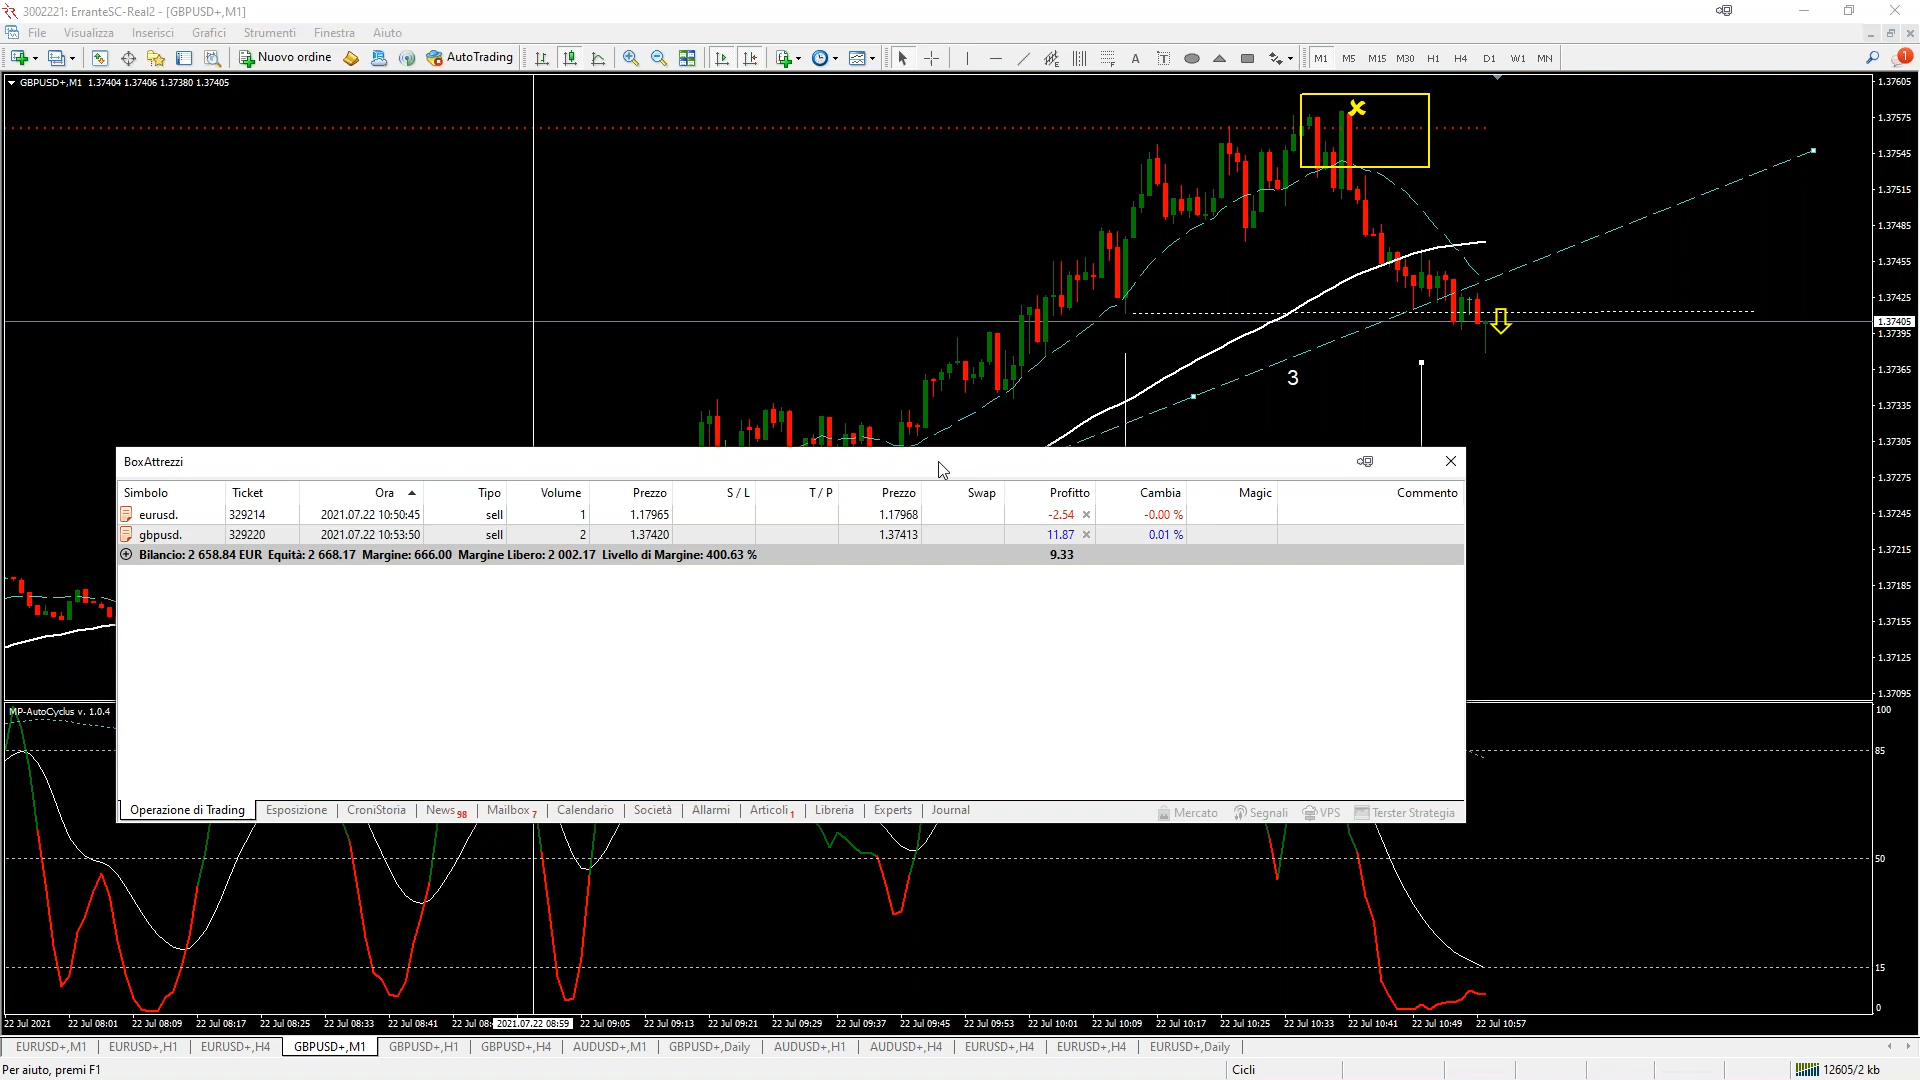 3002221: ErranteSC-Real2 - [GBPUSD+,M1]
File Visualizza Inserisci Grafici Strumenti Finestra Aiuto
Nuovo ordine AutoTrading A T M1 M5 M15 M30 H1 H4 D1 W1 MN 1
GBPUSD+,M1 1.37404 1.37406 1.37380 1.37405
1.37605
1.37575
1.37545
1.37515
1.37485
1.37455
1.37425
1.37405
1.37395
1.37365
1.37335
1.37305
1.37275
1.37245
1.37215
1.37185
1.37155
1.37125
1.37095
3
BoxAttrezzi
Simbolo Ticket Ora Tipo Volume Prezzo S / L T / P Prezzo Swap Profitto Cambia Magic Commento
eurusd. 329214 2021.07.22 10:50:45 sell 1 1.17965 1.17968 -2.54 -0.00 %
gbpusd. 329220 2021.07.22 10:53:50 sell 2 1.37420 1.37413 11.87 0.01 %
Bilancio: 2 658.84 EUR Equità: 2 668.17 Margine: 666.00 Margine Libero: 2 002.17 Livello di Margine: 400.63 % 9.33
Operazione di Trading Esposizione CroniStoria News 98 Mailbox 7 Calendario Società Allarmi Articoli 1 Libreria Experts Journal Mercato Segnali VPS Terster Strategia
MP-AutoCyclus v. 1.0.4
100
85
50
15
0
22 Jul 2021 22 Jul 08:01 22 Jul 08:09 22 Jul 08:17 22 Jul 08:25 22 Jul 08:33 22 Jul 08:41 22 Jul 08: 2021.07.22 08:59 22 Jul 09:05 22 Jul 09:13 22 Jul 09:21 22 Jul 09:29 22 Jul 09:37 22 Jul 09:45 22 Jul 09:53 22 Jul 10:01 22 Jul 10:09 22 Jul 10:17 22 Jul 10:25 22 Jul 10:33 22 Jul 10:41 22 Jul 10:49 22 Jul 10:57
EURUSD+,M1 EURUSD+,H1 EURUSD+,H4 GBPUSD+,M1 GBPUSD+,H1 GBPUSD+,H4 AUDUSD+,M1 GBPUSD+,Daily AUDUSD+,H1 AUDUSD+,H4 EURUSD+,H4 EURUSD+,H4 EURUSD+,Daily
Per aiuto, premi F1 Cicli 12605/2 kb